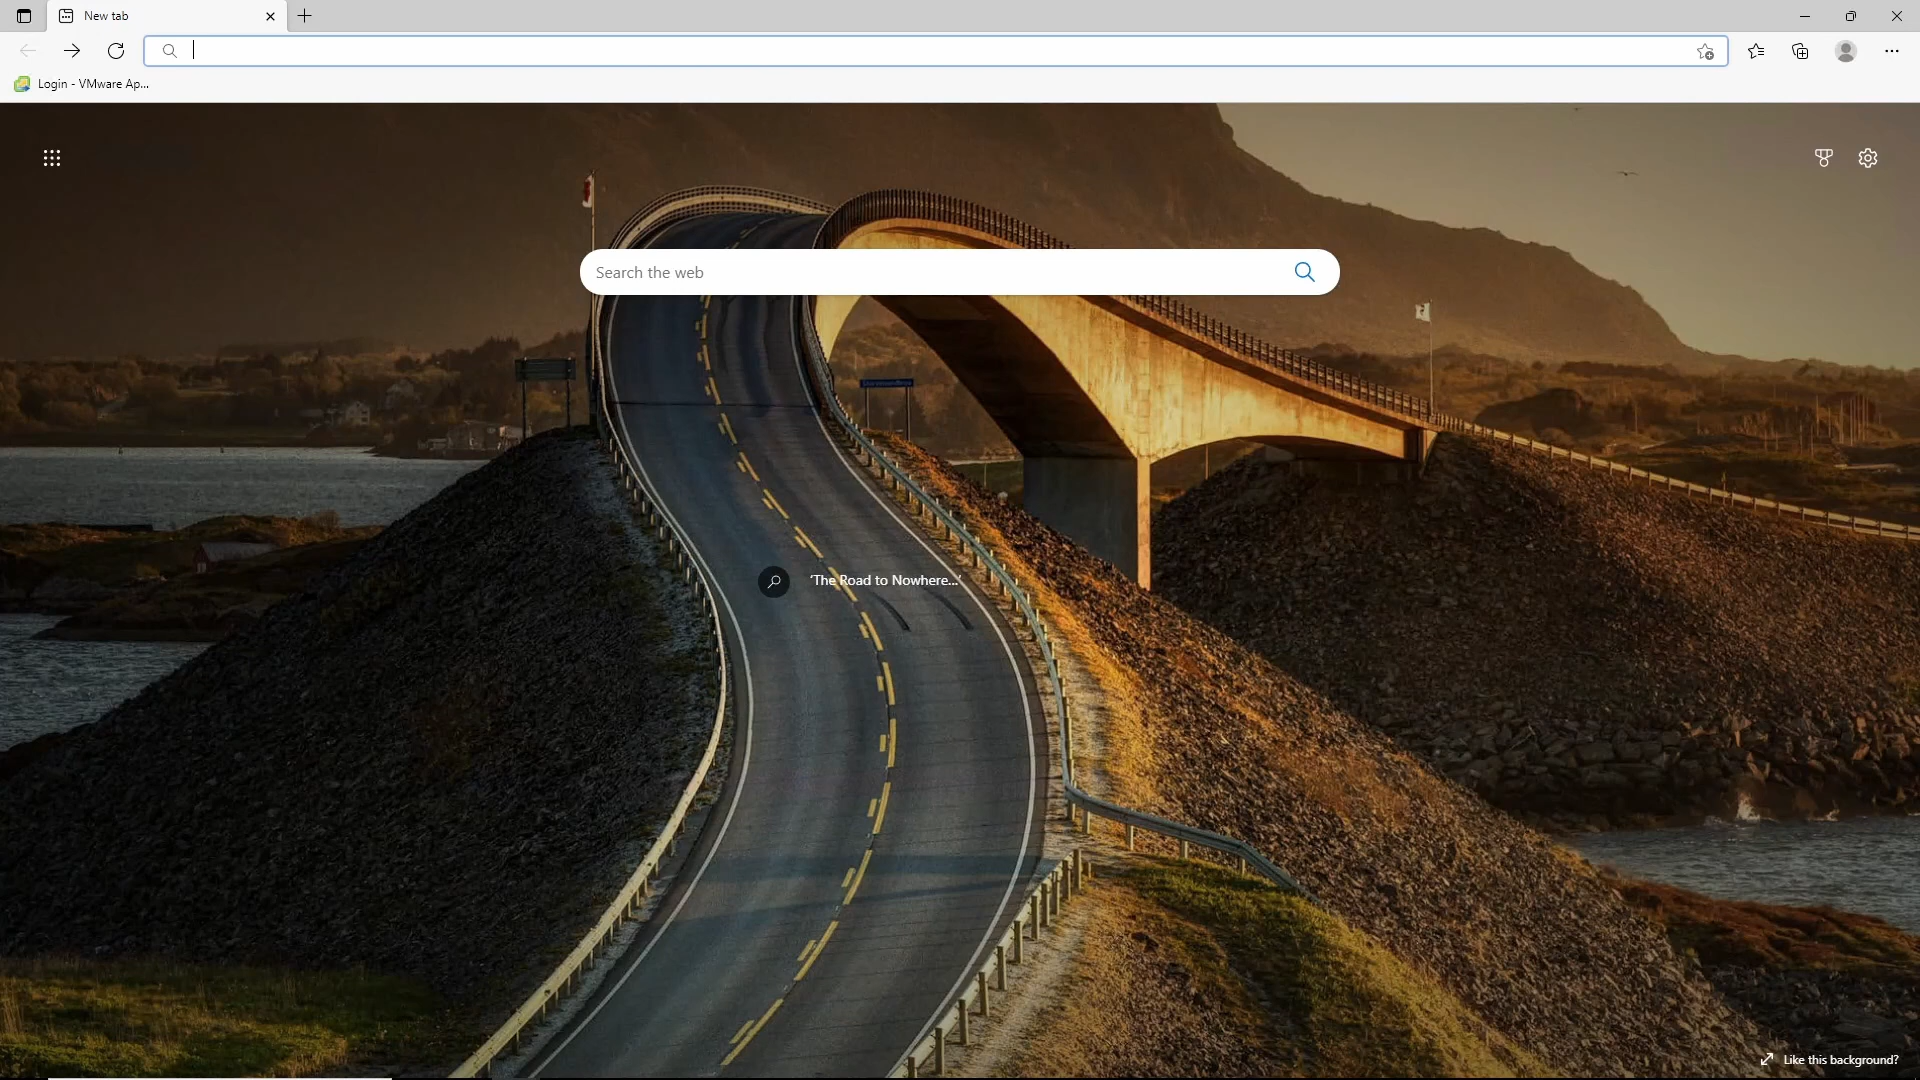 New tab
Login - VMware Ap...
Search the web
'The Road to Nowhere...'
Like this background?